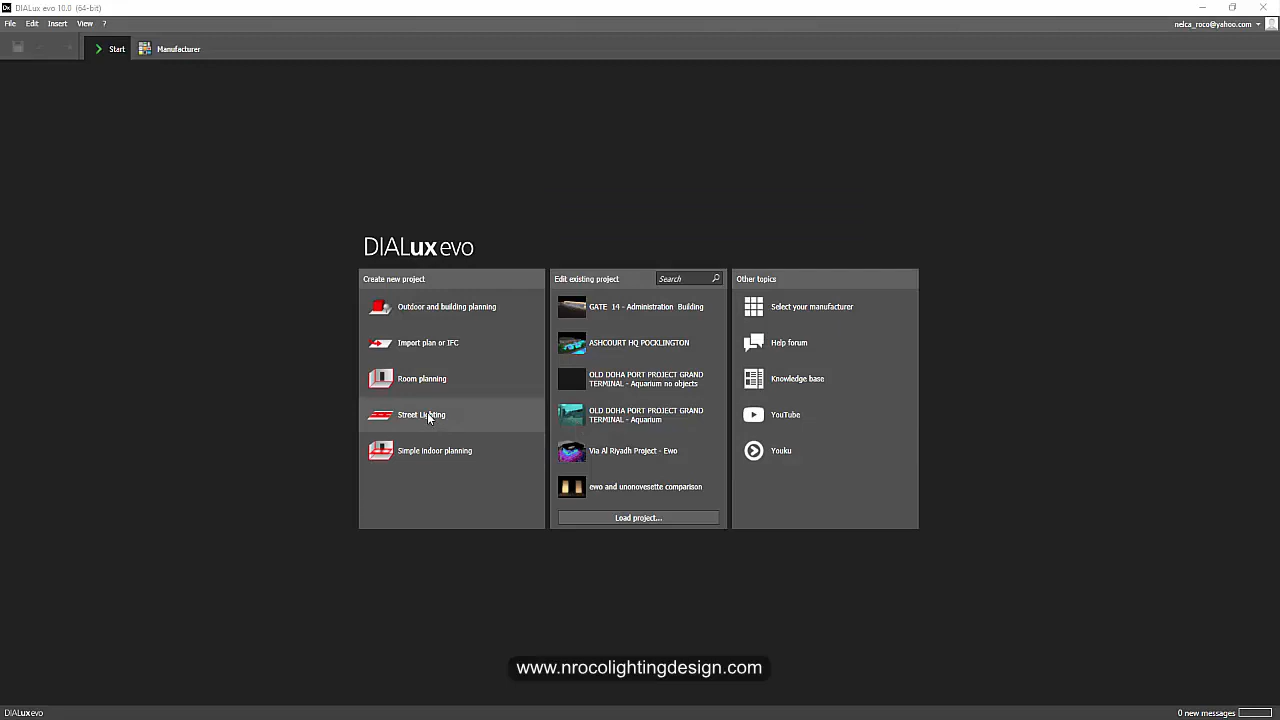 DIALux evo 10.0 (64-bit)
File Edit Insert View ?
nelca_roco@yahoo.com
Start Manufacturer
DIALux evo
Create new project
Outdoor and building planning
Import plan or IFC
Room planning
Street Lighting
Simple indoor planning
Edit existing project Search
GATE 14 - Administration Building
ASHCOURT HQ POCKLINGTON
OLD DOHA PORT PROJECT GRAND
TERMINAL - Aquarium no objects
OLD DOHA PORT PROJECT GRAND
TERMINAL - Aquarium
Via Al Riyadh Project - Ewo
ewo and unonovesette comparison
Load project...
Other topics
Select your manufacturer
Help forum
Knowledge base
YouTube
Youku
www.nrocolightingdesign.com
DIALux evo
0 new messages